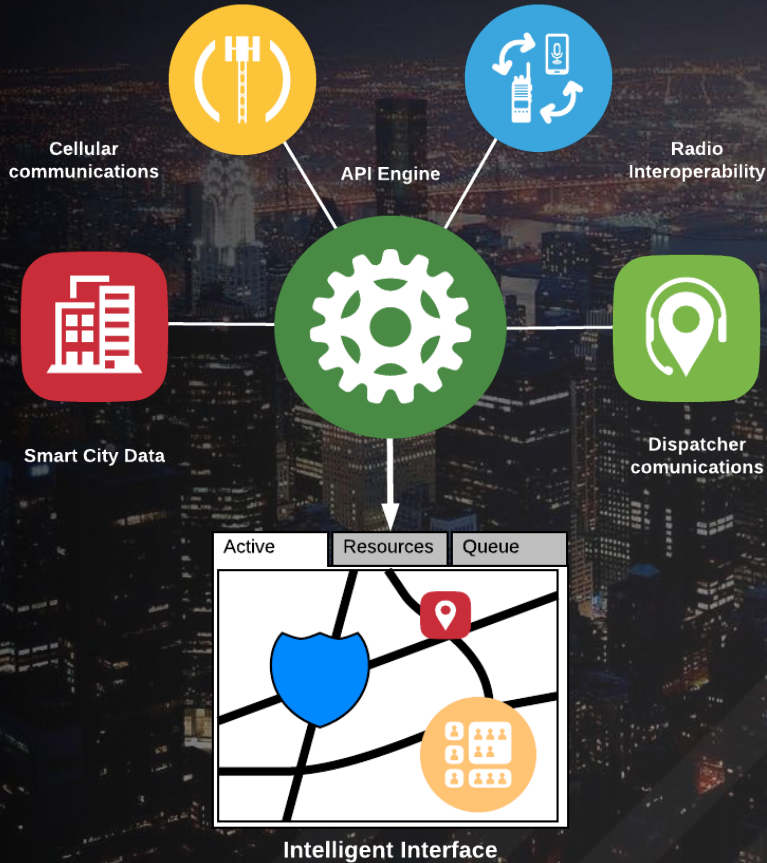 Cellular
communications
API Engine
Radio
Interoperability
Smart City Data
Dispatcher
comunications
Active
Resources
Queue
Intelligent Interface